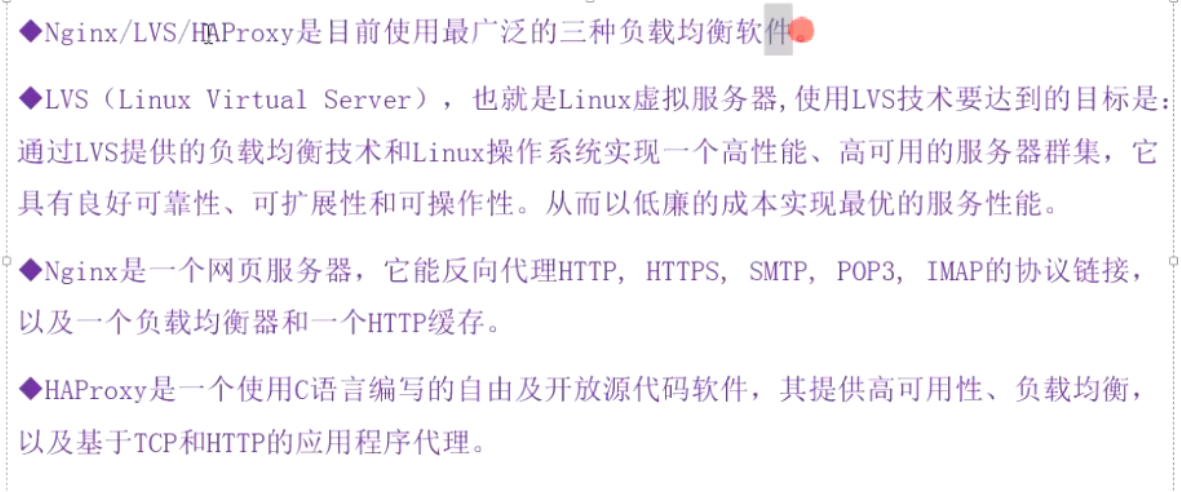 ◆Nginx/LVS/HAProxy是目前使用最广泛的三种负载均衡软件。
◆LVS（Linux Virtual Server），也就是Linux虚拟服务器,使用LVS技术要达到的目标是：
通过LVS提供的负载均衡技术和Linux操作系统实现一个高性能、高可用的服务器群集，它
具有良好可靠性、可扩展性和可操作性。从而以低廉的成本实现最优的服务性能。
◆Nginx是一个网页服务器，它能反向代理HTTP, HTTPS, SMTP, POP3, IMAP的协议链接，
以及一个负载均衡器和一个HTTP缓存。
◆HAProxy是一个使用C语言编写的自由及开放源代码软件，其提供高可用性、负载均衡，
以及基于TCP和HTTP的应用程序代理。